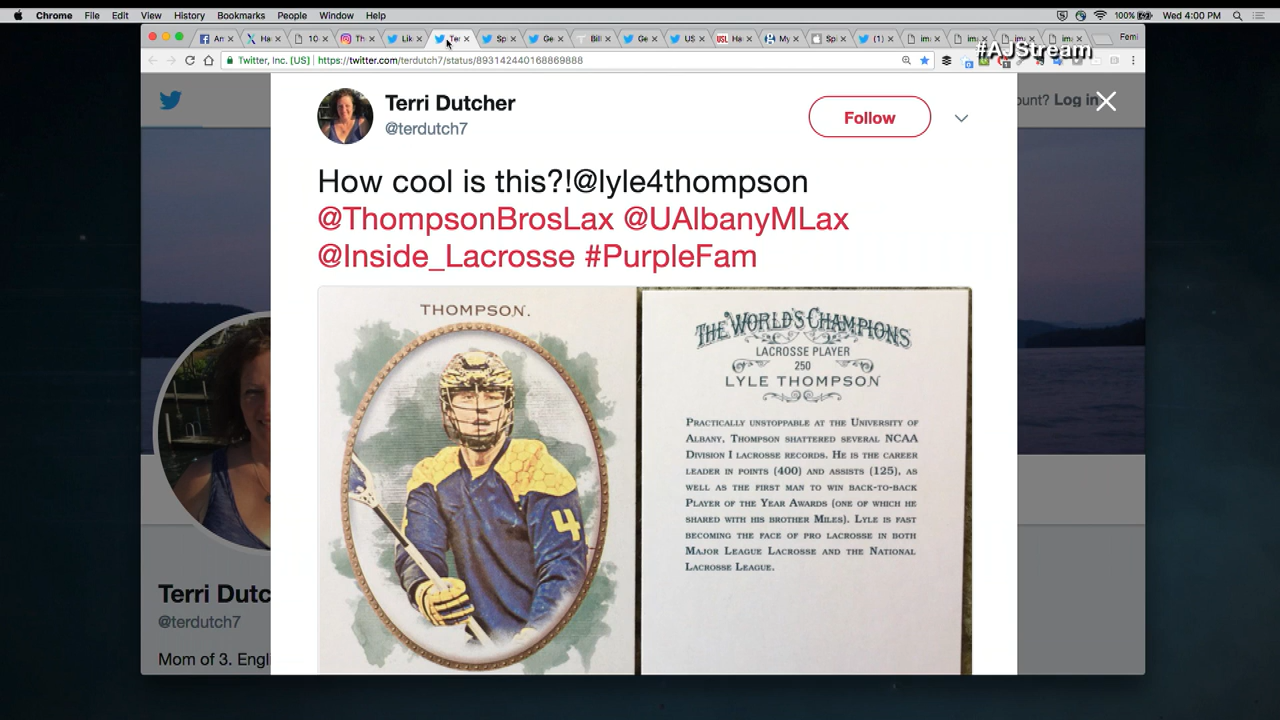 Chrome File Edit View History Bookmarks People Window Help
100% Wed 4:00 PM
Femi
#AJStream
Twitter, Inc. [US] https://twitter.com/terdutch7/status/893142440168869888
Log in
Terri Dutcher
@terdutch7
Follow
How cool is this?!@lyle4thompson
@ThompsonBrosLax @UAlbanyMLax
@Inside_Lacrosse #PurpleFam
THOMPSON.
4
THE WORLD'S CHAMPIONS
LACROSSE PLAYER
250
LYLE THOMPSON
PRACTICALLY UNSTOPPABLE AT THE UNIVERSITY OF
ALBANY, THOMPSON SHATTERED SEVERAL NCAA
DIVISION I LACROSSE RECORDS. HE IS THE CAREER
LEADER IN POINTS (400) AND ASSISTS (125), AS
WELL AS THE FIRST MAN TO WIN BACK-TO-BACK
PLAYER OF THE YEAR AWARDS (ONE OF WHICH HE
SHARED WITH HIS BROTHER MILES). LYLE IS FAST
BECOMING THE FACE OF PRO LACROSSE IN BOTH
MAJOR LEAGUE LACROSSE AND THE NATIONAL
LACROSSE LEAGUE.
Terri Dutc
@terdutch7
Mom of 3. Engl